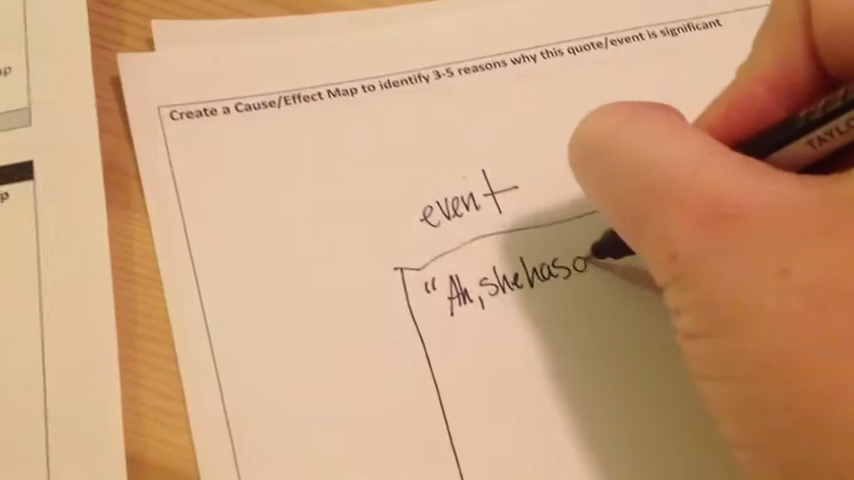 Create a Cause/Effect Map to identify 3-5 reasons why this quote/event is significant
event
"Ah, she has o
TAYLO